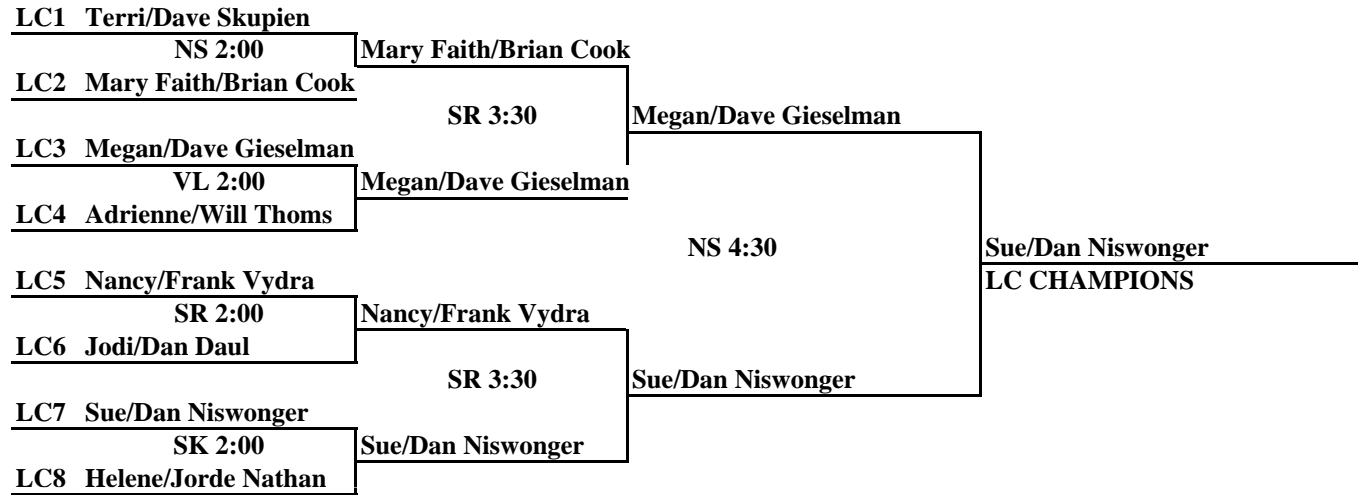 LC1 Terri/Dave Skupien
NS 2:00 Mary Faith/Brian Cook
LC2 Mary Faith/Brian Cook
SR 3:30 Megan/Dave Gieselman
LC3 Megan/Dave Gieselman
VL 2:00 Megan/Dave Gieselman
LC4 Adrienne/Will Thoms
NS 4:30 Sue/Dan Niswonger
LC5 Nancy/Frank Vydra LC CHAMPIONS
SR 2:00 Nancy/Frank Vydra
LC6 Jodi/Dan Daul
SR 3:30 Sue/Dan Niswonger
LC7 Sue/Dan Niswonger
SK 2:00 Sue/Dan Niswonger
LC8 Helene/Jorde Nathan